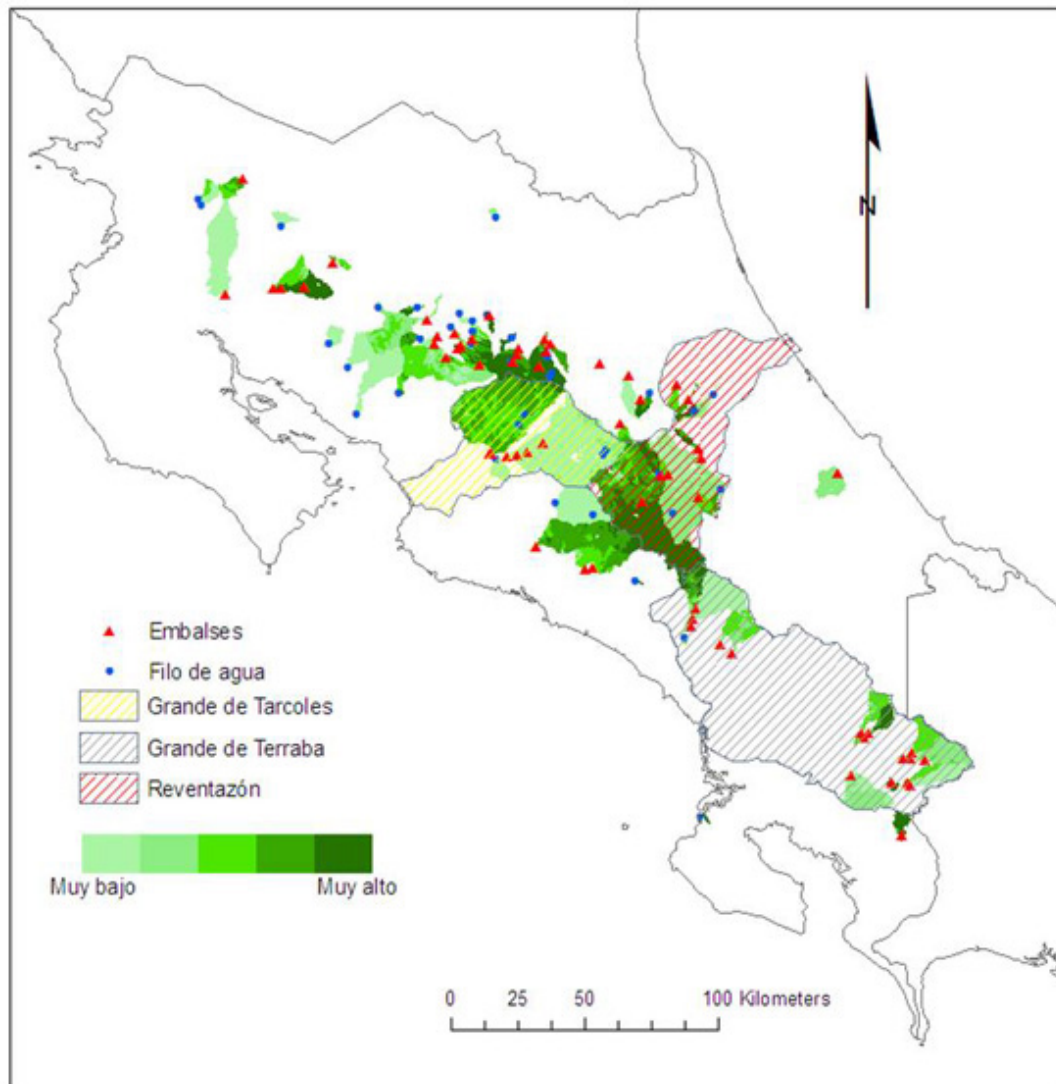 N
Embalses
Filo de agua
Grande de Tarcoles
Grande de Terraba
Reventazón
Muy bajo Muy alto
0 25 50 100 Kilometers